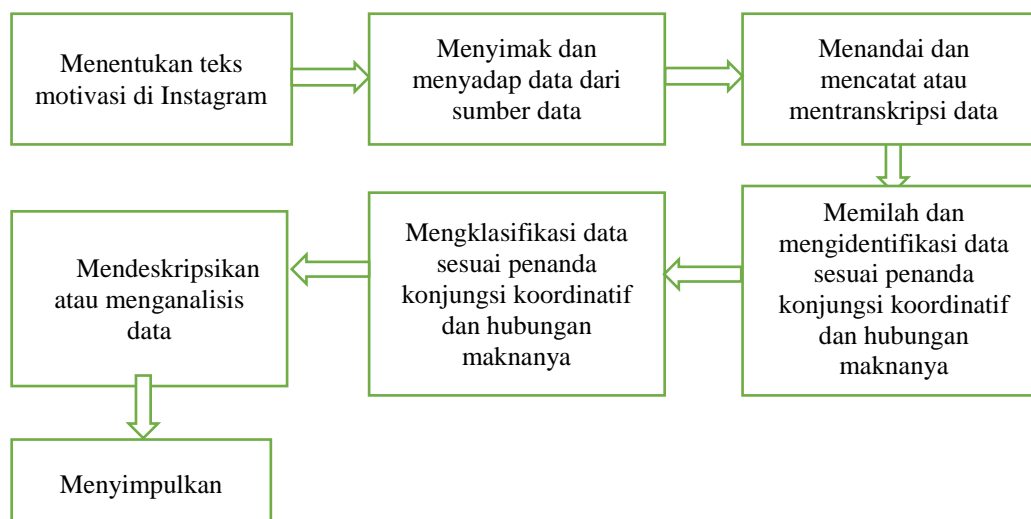 Menentukan teks
motivasi di Instagram
Menyimak dan
menyadap data dari
sumber data
Menandai dan
mencatat atau
mentranskripsi data
Memilah dan
mengidentifikasi data
sesuai penanda
konjungsi koordinatif
dan hubungan
maknanya
Mengklasifikasi data
sesuai penanda
konjungsi koordinatif
dan hubungan
maknanya
Mendeskripsikan
atau menganalisis
data
Menyimpulkan